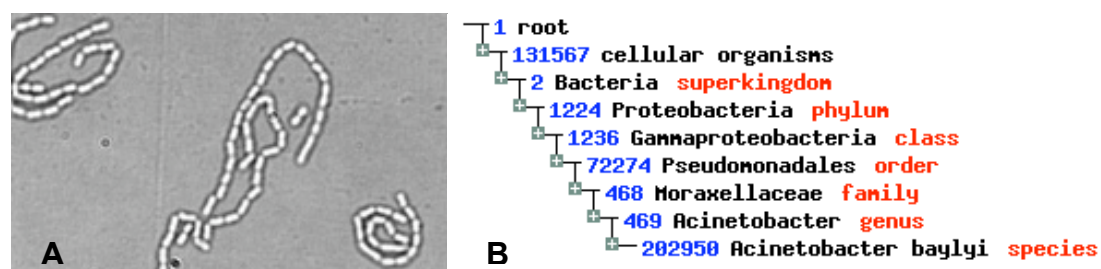 1 root
131567 cellular organisms
2 Bacteria superkingdom
1224 Proteobacteria phylum
1236 Gammaproteobacteria class
72274 Pseudomonadales order
468 Moraxellaceae family
469 Acinetobacter genus
202950 Acinetobacter baylyi species
A
B